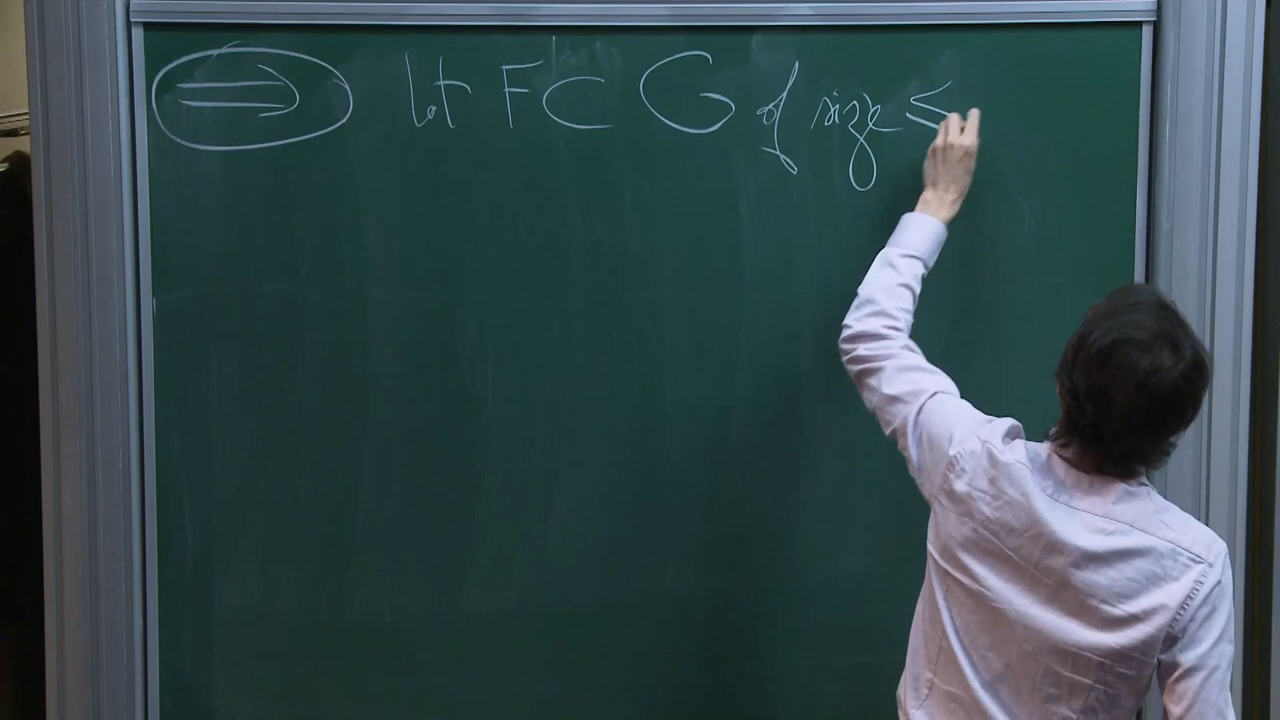 ⇒ let F ⊂ G of size ≤